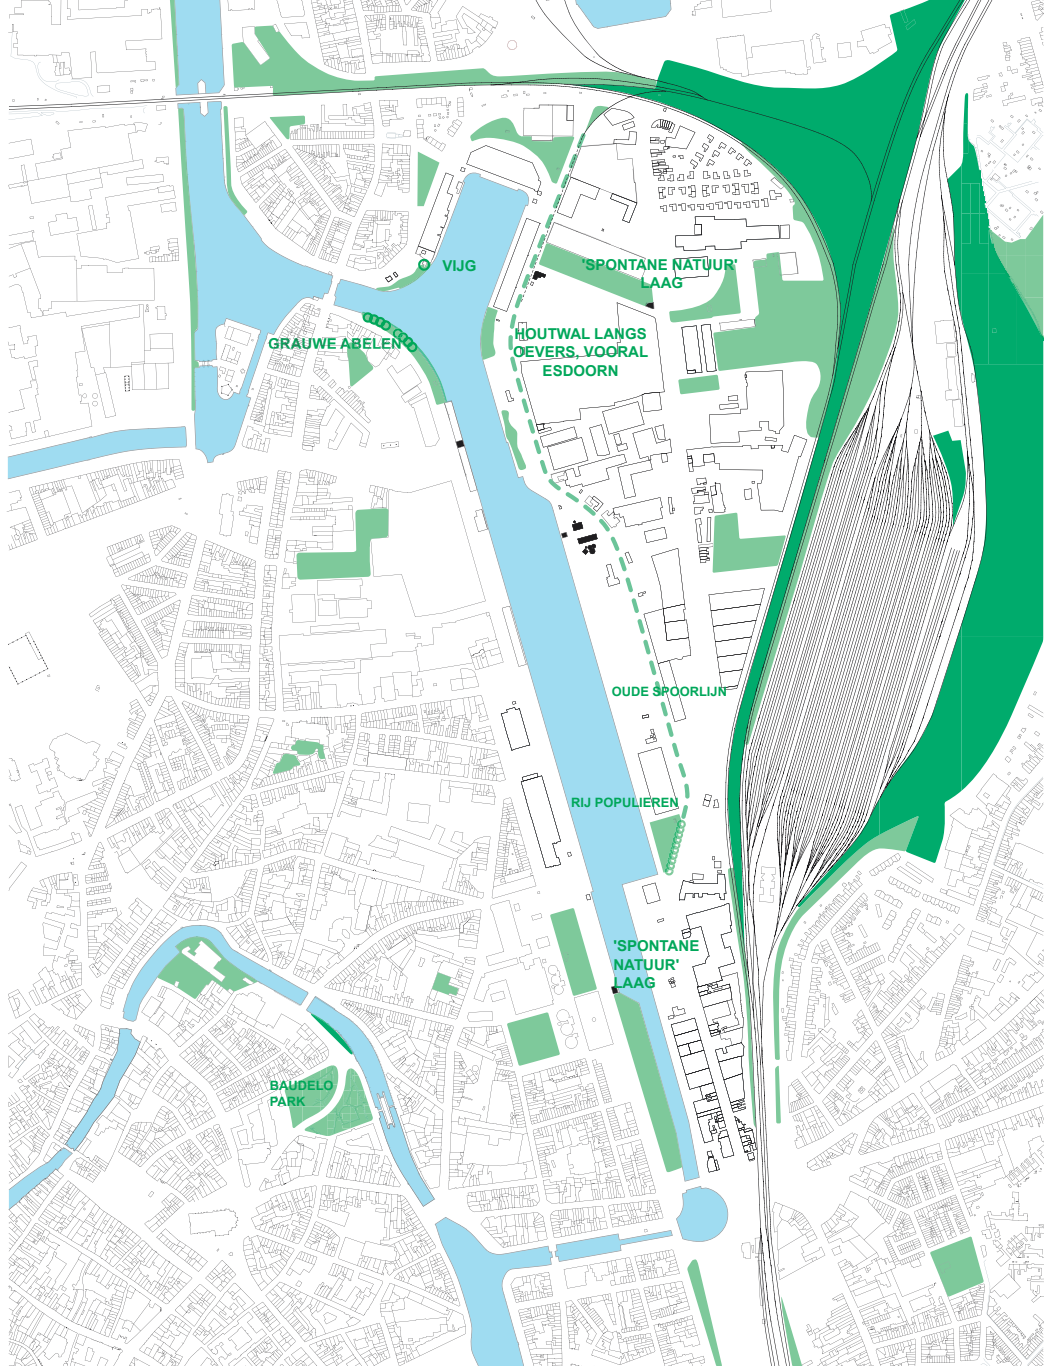 VIJG
'SPONTANE NATUUR'
LAAG
GRAUWE ABELEN
HOUTWAL LANGS
OEVERS, VOORAL
ESDOORN
OUDE SPOORLIJN
RIJ POPULIEREN
'SPONTANE
NATUUR'
LAAG
BAUDELO
PARK